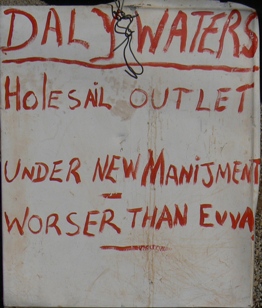 DALY WATERS
HOLESAIL OUTLET
UNDER NEW MANIJMENT
WORSER THAN EVVA